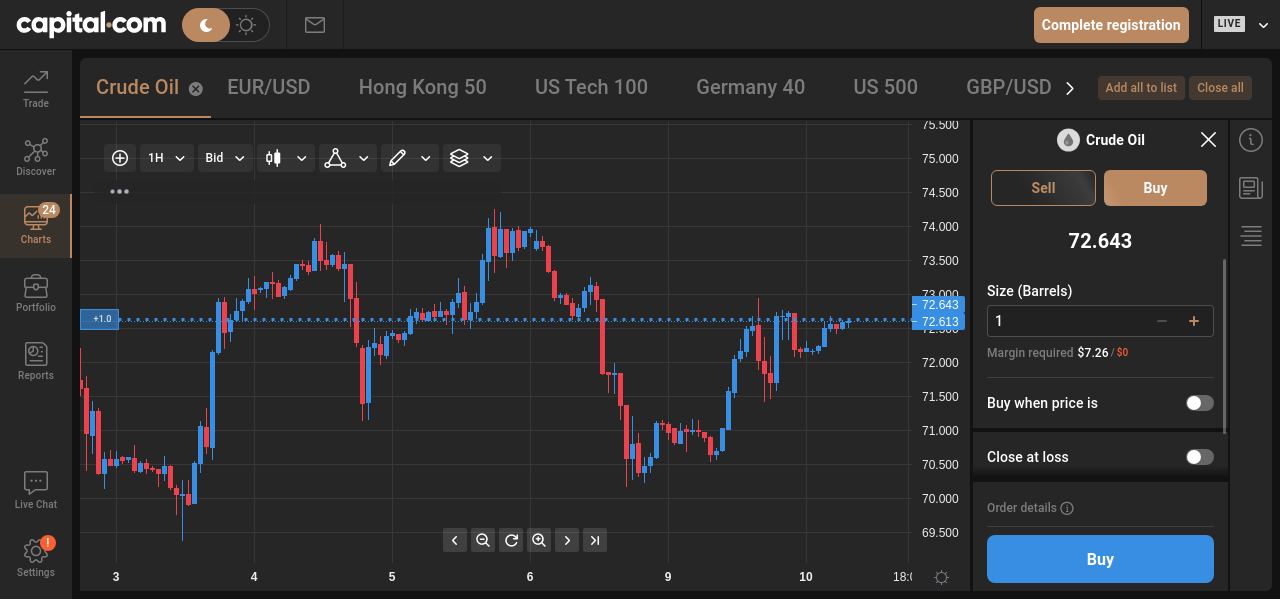 capital.com
Complete registration
LIVE
Trade
Discover
24
Charts
Portfolio
Reports
Live Chat
!
Settings
Crude Oil
EUR/USD
Hong Kong 50
US Tech 100
Germany 40
US 500
GBP/USD
Add all to list
Close all
1H
Bid
75.500
75.000
74.500
74.000
73.500
73.000
72.643
72.613
72.500
72.000
71.500
71.000
70.500
70.000
69.500
+1.0
3
4
5
6
9
10
Crude Oil
Sell
Buy
72.643
Size (Barrels)
1
Margin required $7.26 / $0
Buy when price is
Close at loss
Order details
Buy